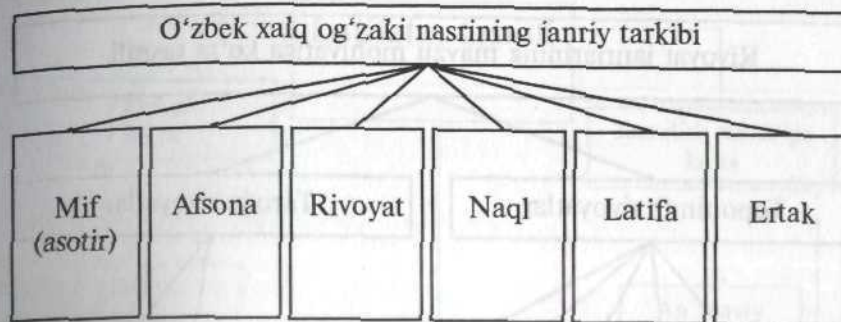 O‘zbek xalq og‘zaki nasrining janriy tarkibi
Mif
(asotir)
Afsona
Rivoyat
Naql
Latifa
Ertak